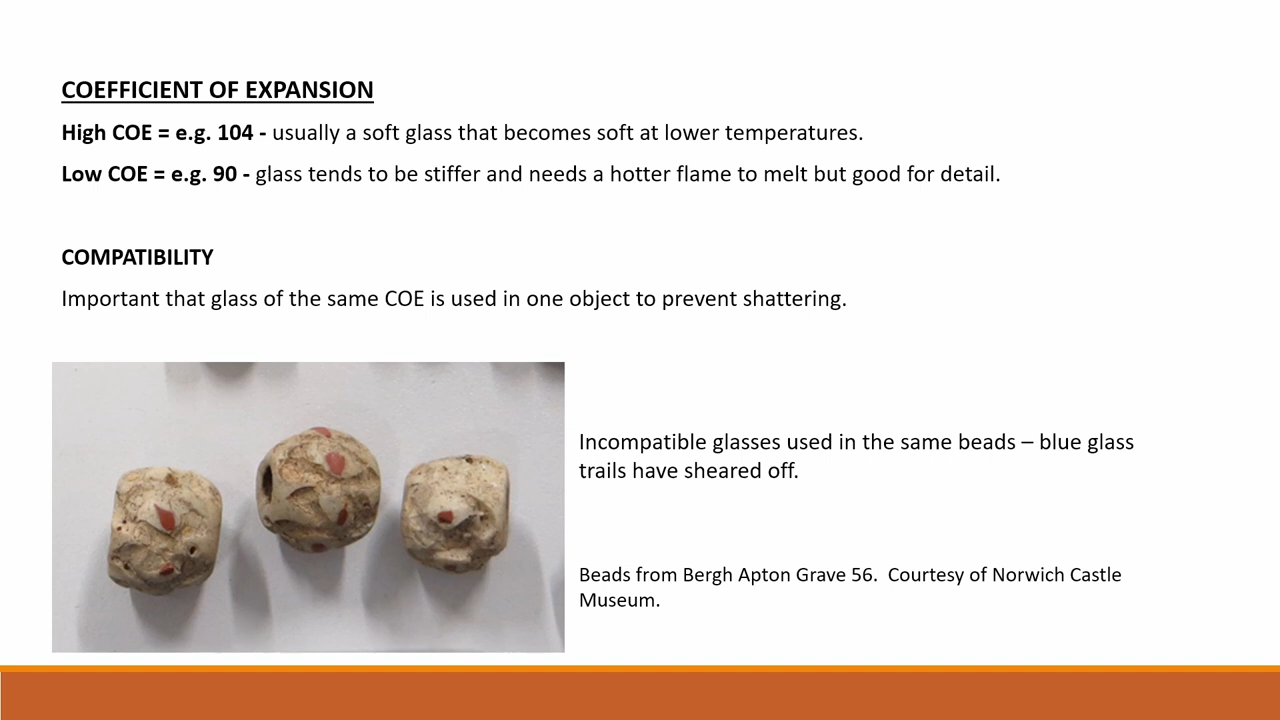 COEFFICIENT OF EXPANSION
High COE = e.g. 104 - usually a soft glass that becomes soft at lower temperatures.
Low COE = e.g. 90 - glass tends to be stiffer and needs a hotter flame to melt but good for detail.
COMPATIBILITY
Important that glass of the same COE is used in one object to prevent shattering.
Incompatible glasses used in the same beads – blue glass
trails have sheared off.
Beads from Bergh Apton Grave 56.  Courtesy of Norwich Castle
Museum.